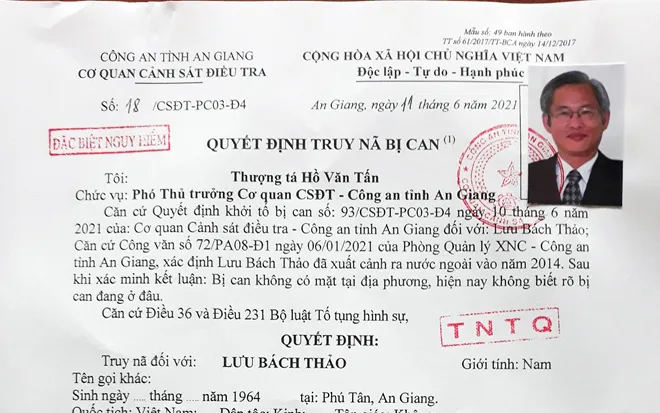 Mẫu số: 49 ban hành theo
TT số 61/2017/TT-BCA ngày 14/12/2017
CÔNG AN TỈNH AN GIANG
CƠ QUAN CẢNH SÁT ĐIỀU TRA
CỘNG HÒA XÃ HỘI CHỦ NGHĨA VIỆT NAM
Độc lập - Tự do - Hạnh phúc
Số: 18 /CSĐT-PC03-Đ4
An Giang, ngày 11 tháng 6 năm 2021
ĐẶC BIỆT NGUY HIỂM
QUYẾT ĐỊNH TRUY NÃ BỊ CAN (1)
Tôi: Thượng tá Hồ Văn Tấn
Chức vụ: Phó Thủ trưởng Cơ quan CSĐT - Công an tỉnh An Giang
Căn cứ Quyết định khởi tố bị can số: 93/CSĐT-PC03-Đ4 ngày 10 tháng 6 năm
2021 của: Cơ quan Cảnh sát điều tra - Công an tỉnh An Giang đối với: Lưu Bách Thảo;
Căn cứ Công văn số 72/PA08-Đ1 ngày 06/01/2021 của Phòng Quản lý XNC - Công an
tỉnh An Giang, xác định Lưu Bách Thảo đã xuất cảnh ra nước ngoài vào năm 2014. Sau
khi xác minh kết luận: Bị can không có mặt tại địa phương, hiện nay không biết rõ bị
can đang ở đâu.
Căn cứ Điều 36 và Điều 231 Bộ luật Tố tụng hình sự,
TNTQ
QUYẾT ĐỊNH:
Truy nã đối với: LƯU BÁCH THẢO Giới tính: Nam
Tên gọi khác:
Sinh ngày ..... tháng ..... năm 1964 tại: Phú Tân, An Giang.
Quốc tịch: Việt Nam; Dân tộc: Kinh; Tôn giáo: Không